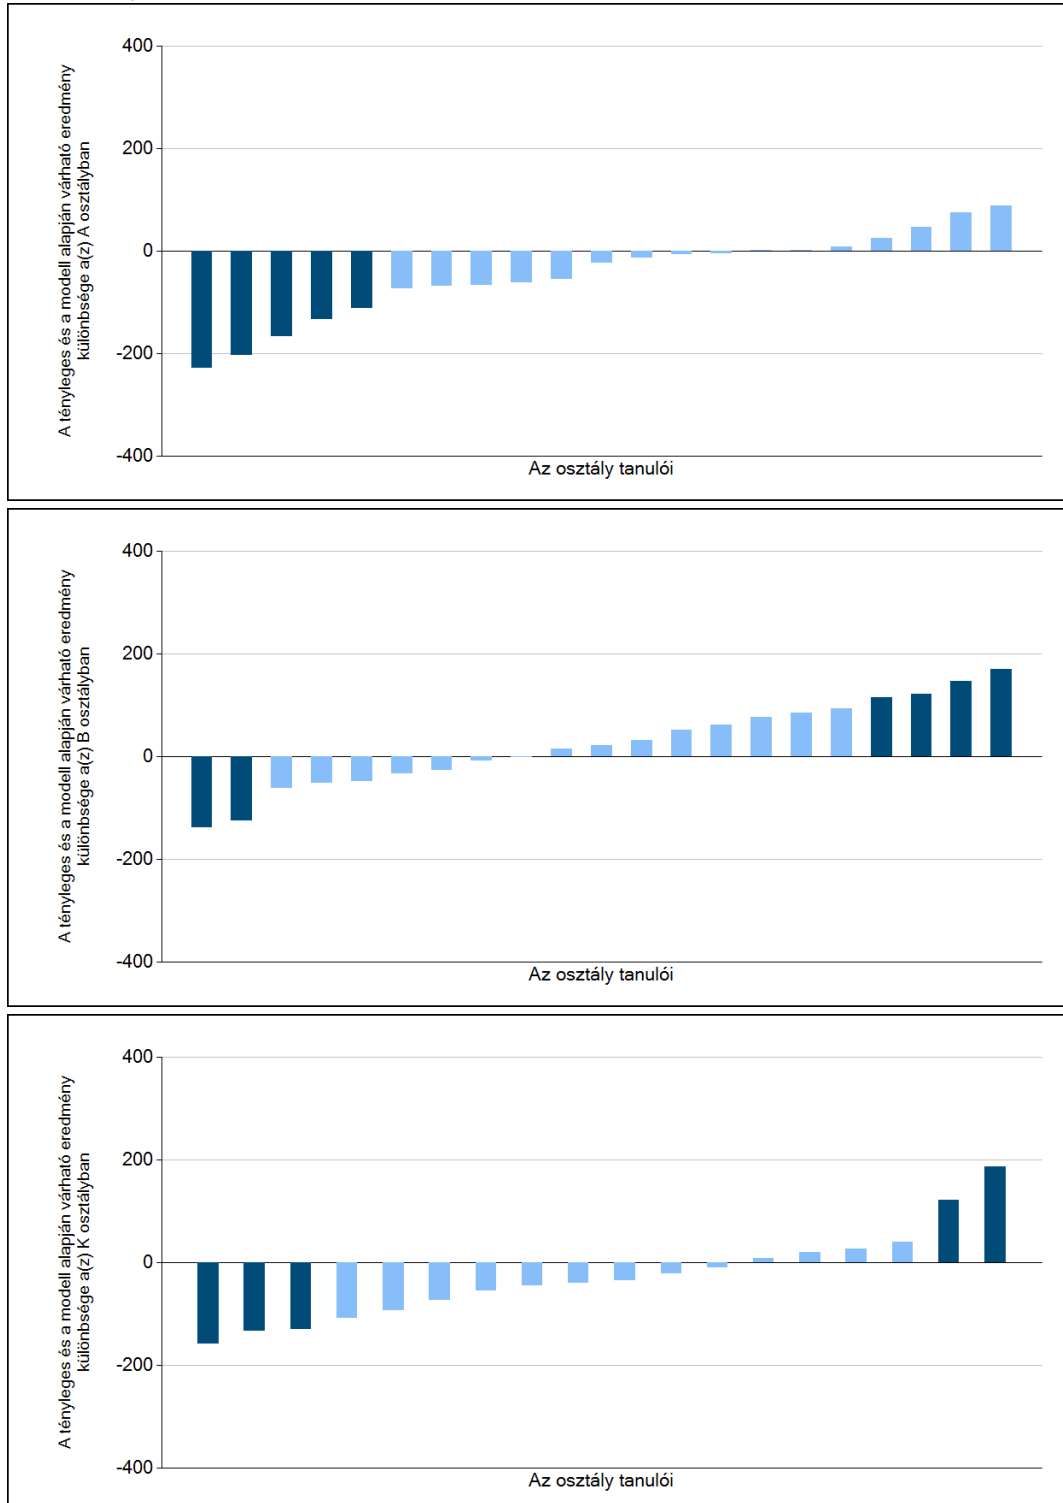 A tényleges és a modell alapján várható eredmény
különbsége a(z) A osztályban
400
200
0
-200
-400
Az osztály tanulói
A tényleges és a modell alapján várható eredmény
különbsége a(z) B osztályban
400
200
0
-200
-400
Az osztály tanulói
A tényleges és a modell alapján várható eredmény
különbsége a(z) K osztályban
400
200
0
-200
-400
Az osztály tanulói